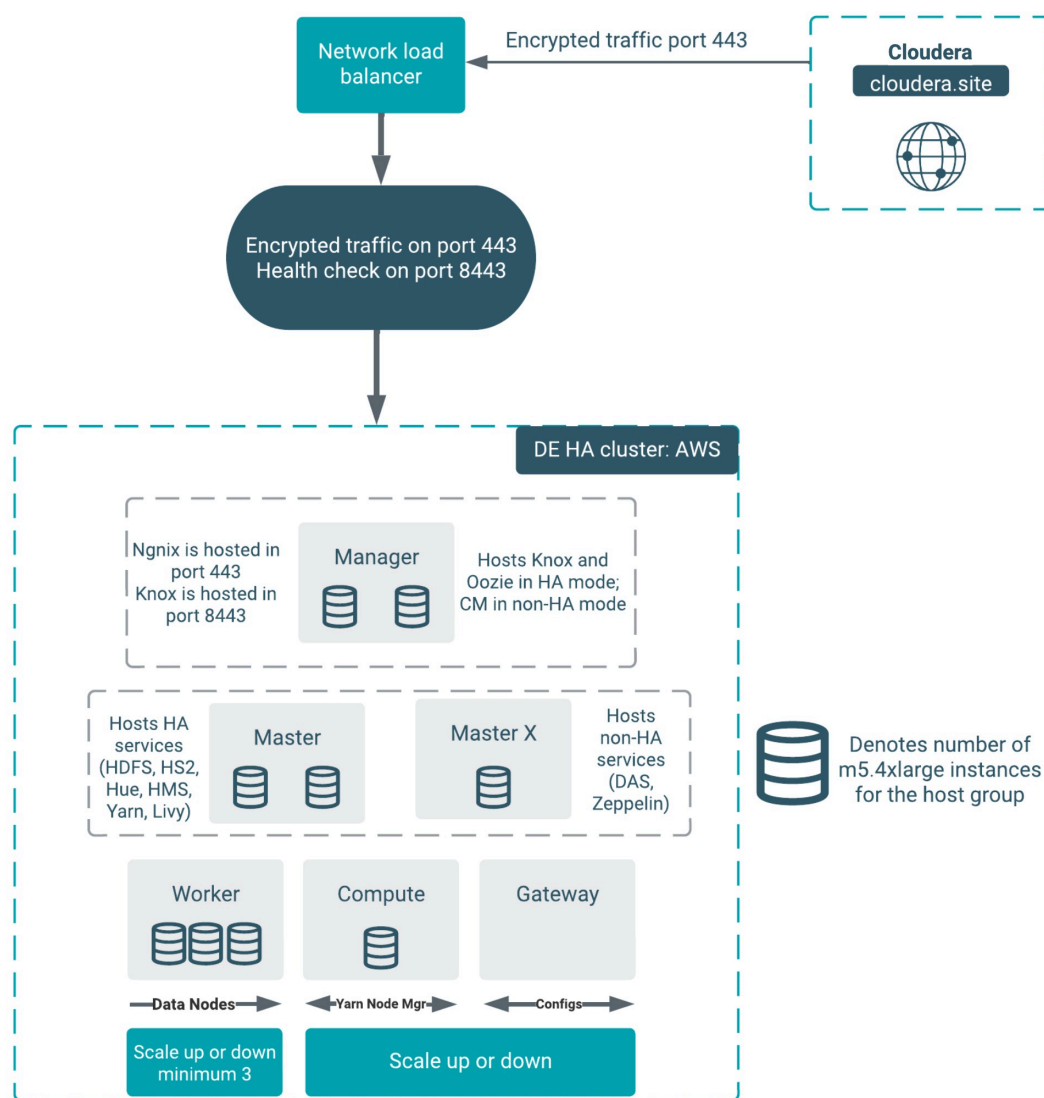 Network load
balancer
Encrypted traffic port 443
Cloudera
cloudera.site
Encrypted traffic on port 443
Health check on port 8443
DE HA cluster: AWS
Ngnix is hosted in
port 443
Knox is hosted in
port 8443
Manager
Hosts Knox and
Oozie in HA mode;
CM in non-HA mode
Hosts HA
services
(HDFS, HS2,
Hue, HMS,
Yarn, Livy)
Master
Master X
Hosts
non-HA
services
(DAS,
Zeppelin)
Denotes number of
m5.4xlarge instances
for the host group
Worker
Compute
Gateway
Data Nodes
Yarn Node Mgr
Configs
Scale up or down
minimum 3
Scale up or down